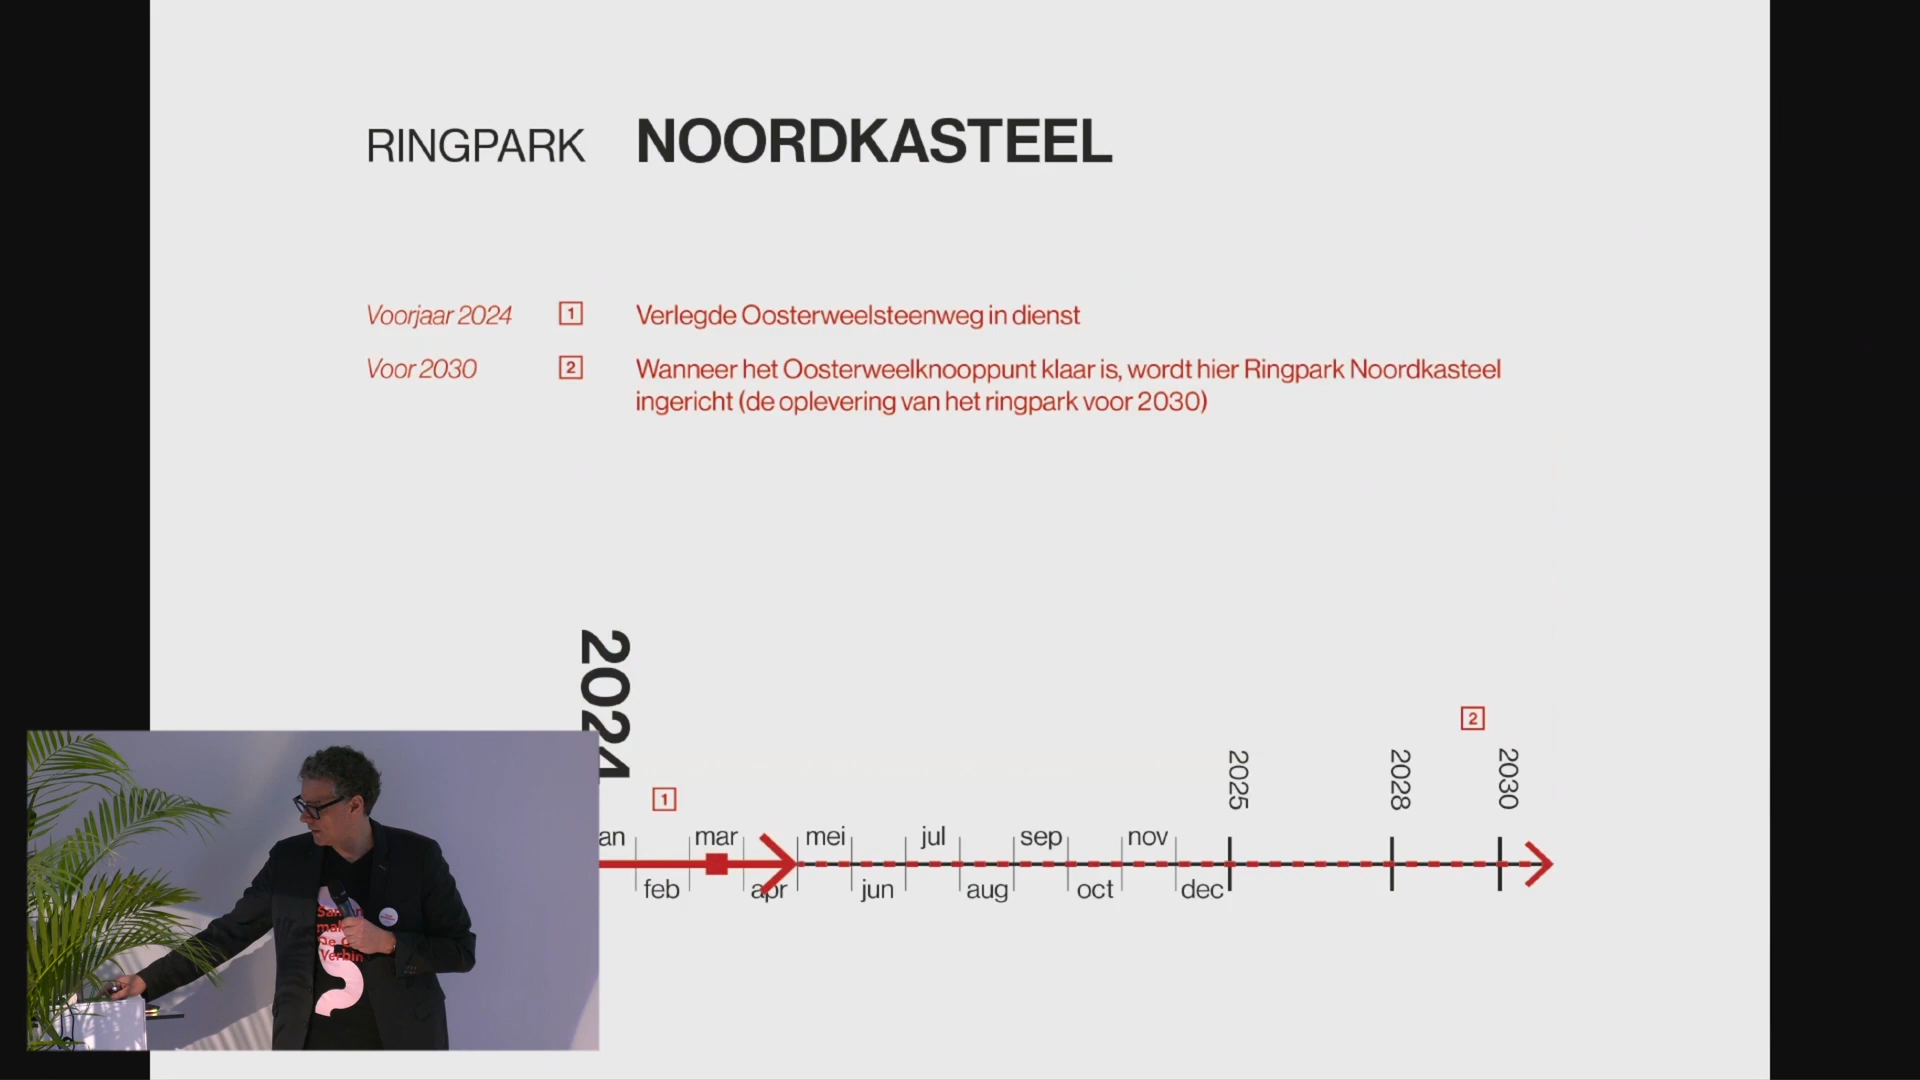 RINGPARK NOORDKASTEEL
Voorjaar 2024 1 Verlegde Oosterweelsteenweg in dienst
Voor 2030 2 Wanneer het Oosterweelknooppunt klaar is, wordt hier Ringpark Noordkasteel
ingericht (de oplevering van het ringpark voor 2030)
2024
1
2
2025
2028
2030
an mar mei jul sep nov
feb apr jun aug oct dec